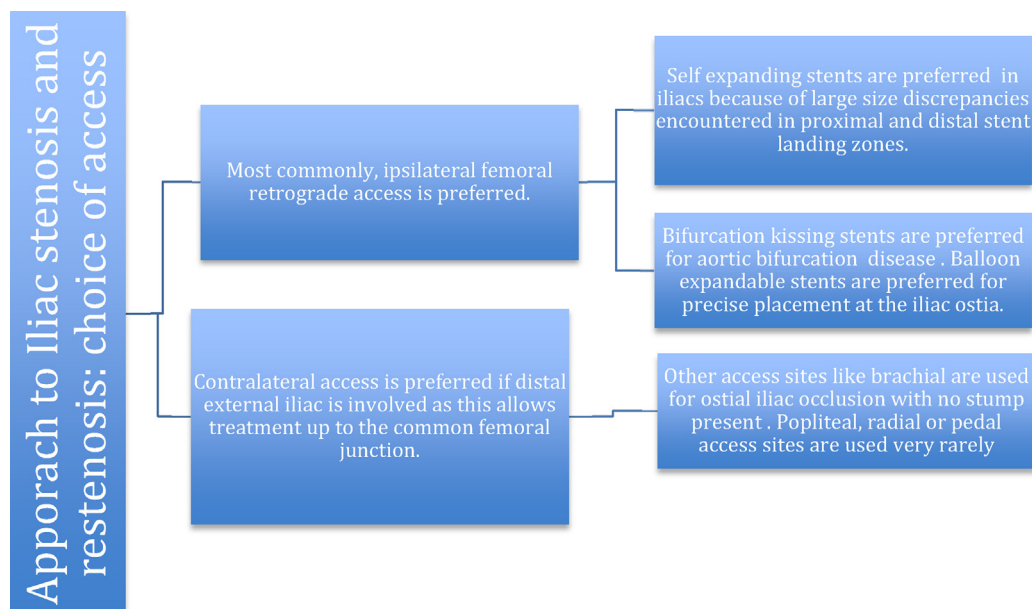 Apporach to Iliac stenosis and
restenosis: choice of access
Most commonly, ipsilateral femoral
retrograde access is preferred.
Self expanding stents are preferred in
iliacs because of large size discrepancies
encountered in proximal and distal stent
landing zones.
Bifurcation kissing stents are preferred
for aortic bifurcation disease . Balloon
expandable stents are preferred for
precise placement at the iliac ostia.
Contralateral access is preferred if distal
external iliac is involved as this allows
treatment up to the common femoral
junction.
Other access sites like brachial are used
for ostial iliac occlusion with no stump
present . Popliteal, radial or pedal
access sites are used very rarely